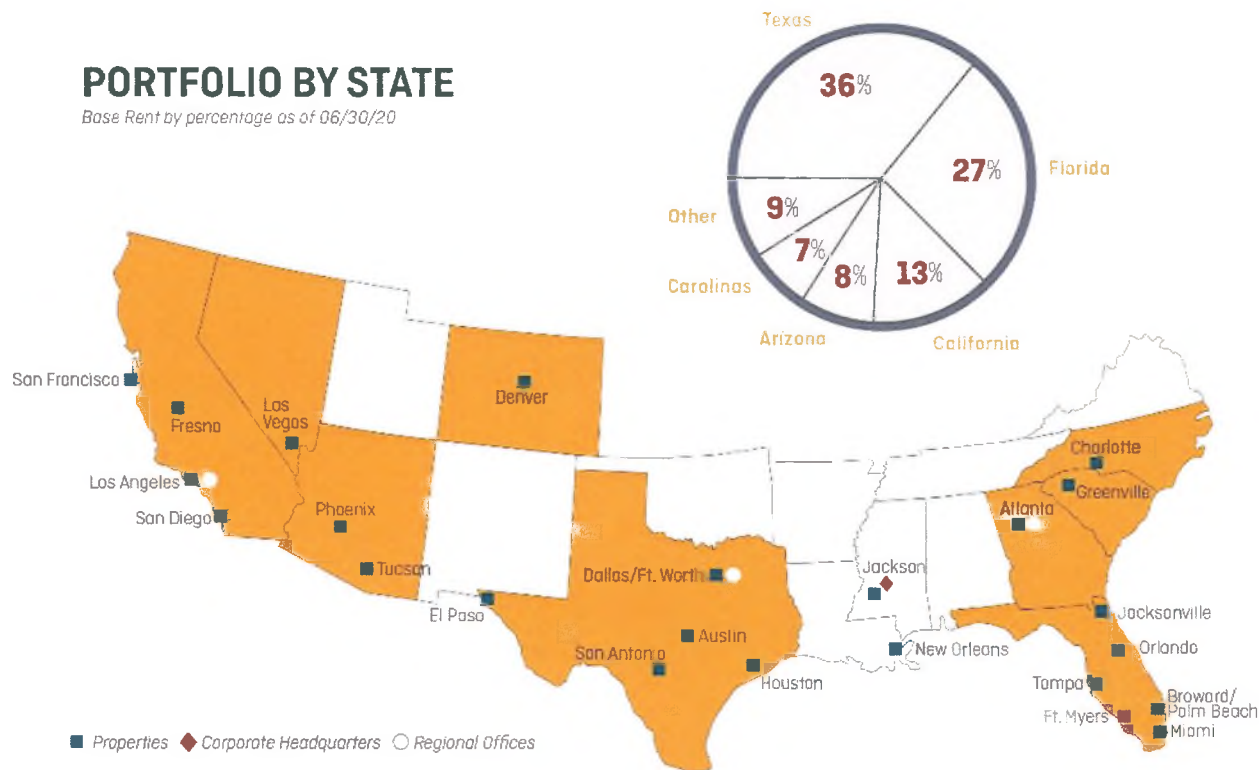 PORTFOLIO BY STATE
Base Rent by percentage as of 06/30/20
Texas
36%
27%
Florida
Other
9%
7%
Carolinas
8%
13%
Arizona
California
San Francisco
Fresno
Las
Vegas
Denver
Los Angeles
San Diego
Phoenix
Tucson
El Paso
Dallas/Ft. Worth
Austin
San Antonio
Houston
Jackson
New Orleans
Charlotte
Greenville
Atlanta
Jacksonville
Orlando
Tampa
Ft. Myers
Broward/
Palm Beach
Miami
Properties
Corporate Headquarters
Regional Offices